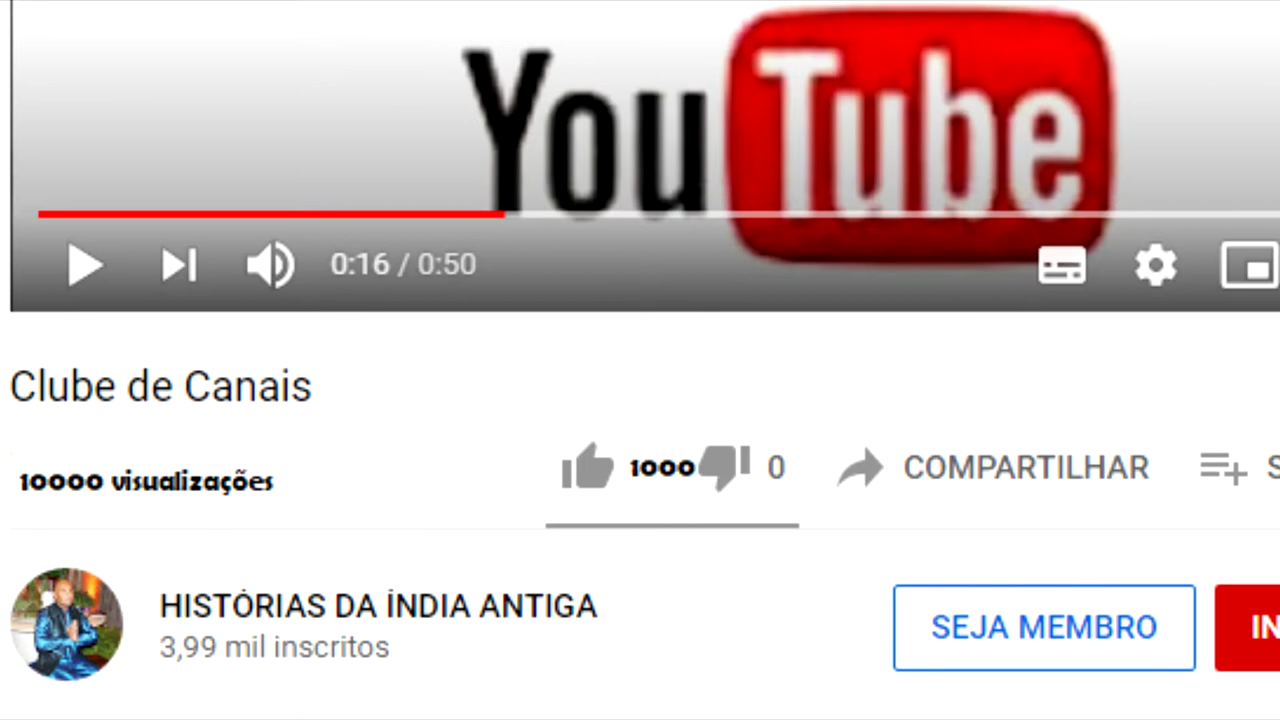 YouTube
0:16 / 0:50
Clube de Canais
10000 visualizações
1000 0 COMPARTILHAR S
HISTÓRIAS DA ÍNDIA ANTIGA
3,99 mil inscritos
SEJA MEMBRO IN